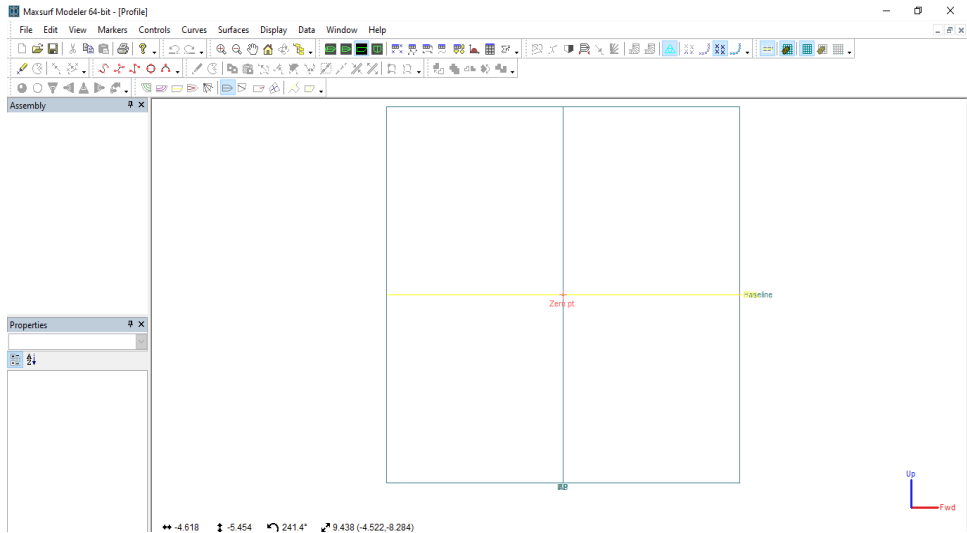 Maxsurf Modeler 64-bit - [Profile]
File Edit View Markers Controls Curves Surfaces Display Data Window Help
Assembly
Zero pt
Baseline
Properties
Up
Fwd
-4.618 -5.454 241.4° 9.438 (-4.522,-8.284)